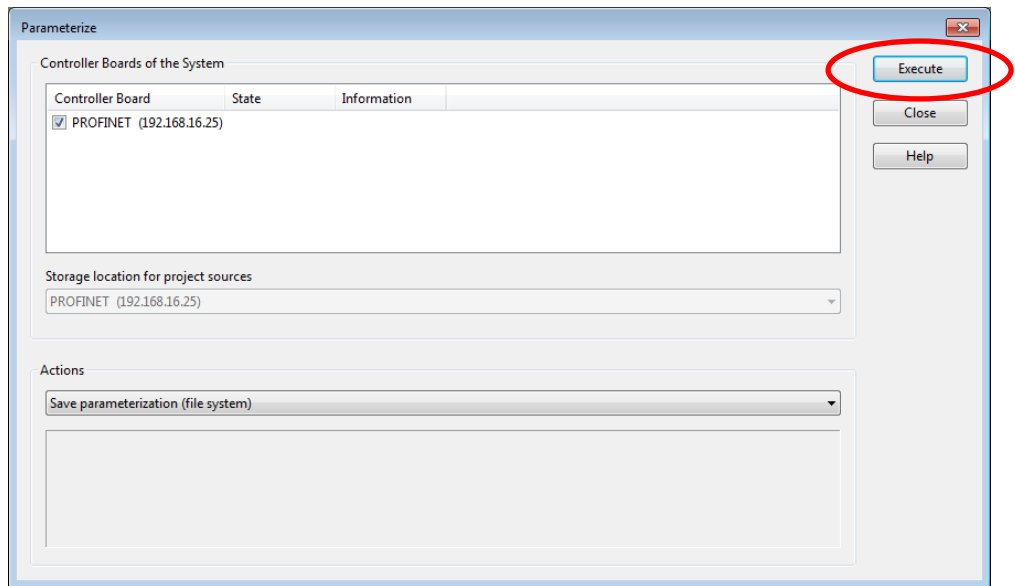 Parameterize
Controller Boards of the System
Execute
Controller Board State Information
PROFINET (192.168.16.25)
Close
Help
Storage location for project sources
PROFINET (192.168.16.25)
Actions
Save parameterization (file system)